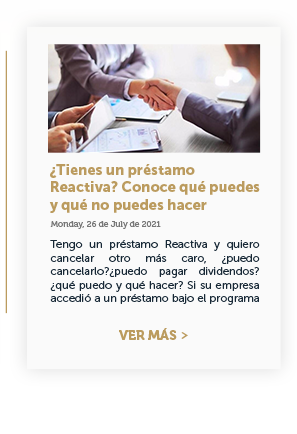 ¿Tienes un préstamo
Reactiva? Conoce qué puedes
y qué no puedes hacer
Monday, 26 de July de 2021
Tengo un préstamo Reactiva y quiero
cancelar otro más caro, ¿puedo
cancelarlo?¿puedo pagar dividendos?
¿qué puedo y qué hacer? Si su empresa
accedió a un préstamo bajo el programa
VER MÁS >